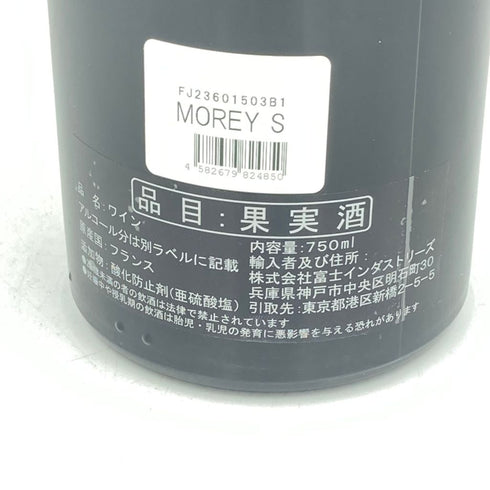 FJ23601503B1
MOREY S
4 582679 824850
品目:果実酒
品名:ワイン
アルコール分は別ラベルに記載
原産国:フランス
添加物:酸化防止剤(亜硫酸塩)
内容量:750ml
輸入者及び住所:
株式会社富士インダストリーズ
兵庫県神戸市中央区明石町30
引取先:東京都港区新橋2-5-5
●20歳未満の者の飲酒は法律で禁止されています
●妊娠中や授乳期の飲酒は胎児・乳児の発育に悪影響を与える恐れがあります